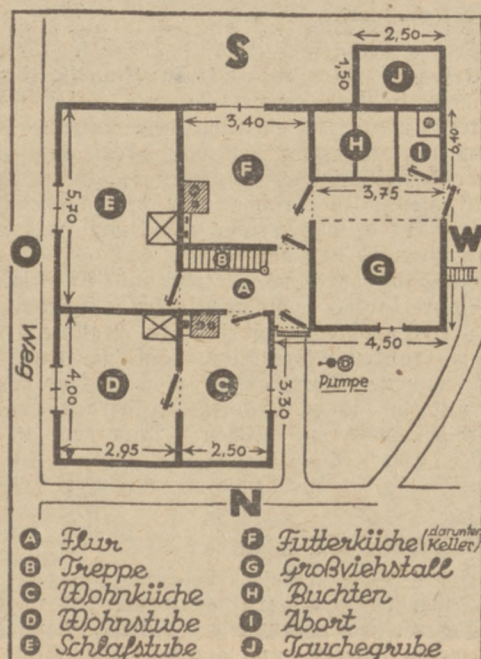 2,50
S
1,50
J
3,40
F
H
I
6,40
3,75
E
5,70
O
W
B
A
G
4,50
Weg
D
C
4,00
3,30
Pumpe
2,95
2,50
N
A Flur
B Treppe
C Wohnküche
D Wohnstube
E Schlafstube
F Futterküche (darunter Keller)
G Großviehstall
H Buchten
I Abort
J Jauchegrube